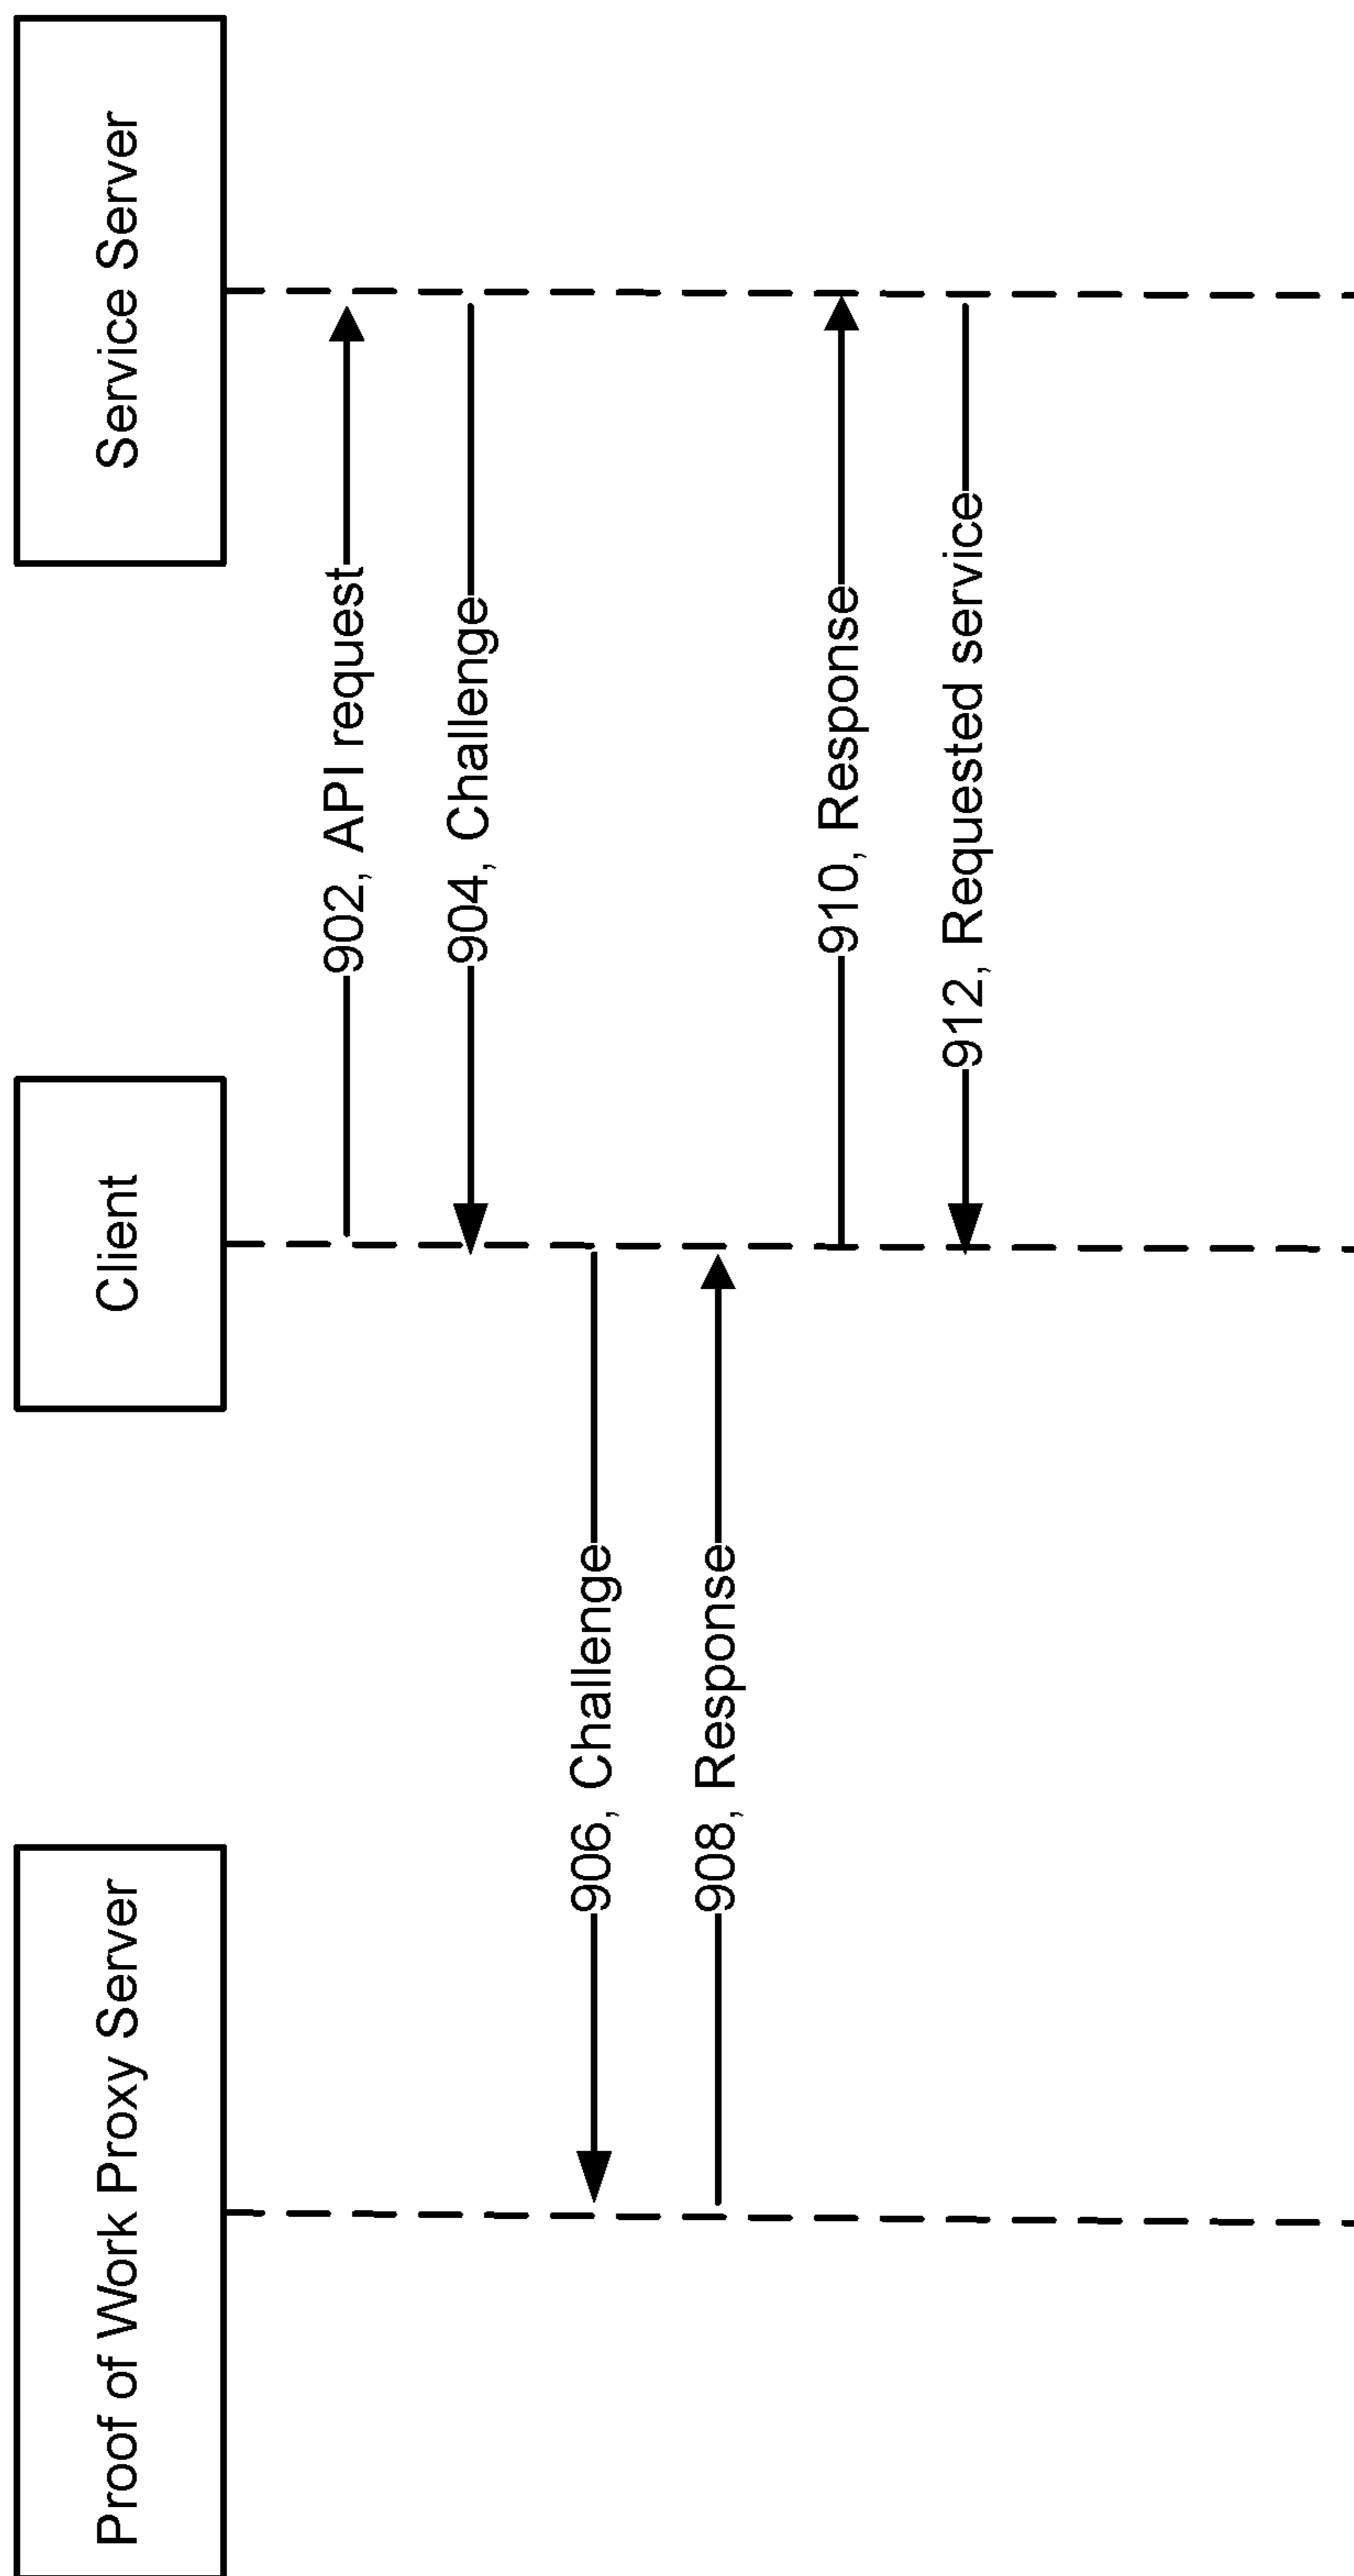 Proof of Work Proxy Server
Client
Service Server
902, API request
904, Challenge
906, Challenge
908, Response
910, Response
912, Requested service